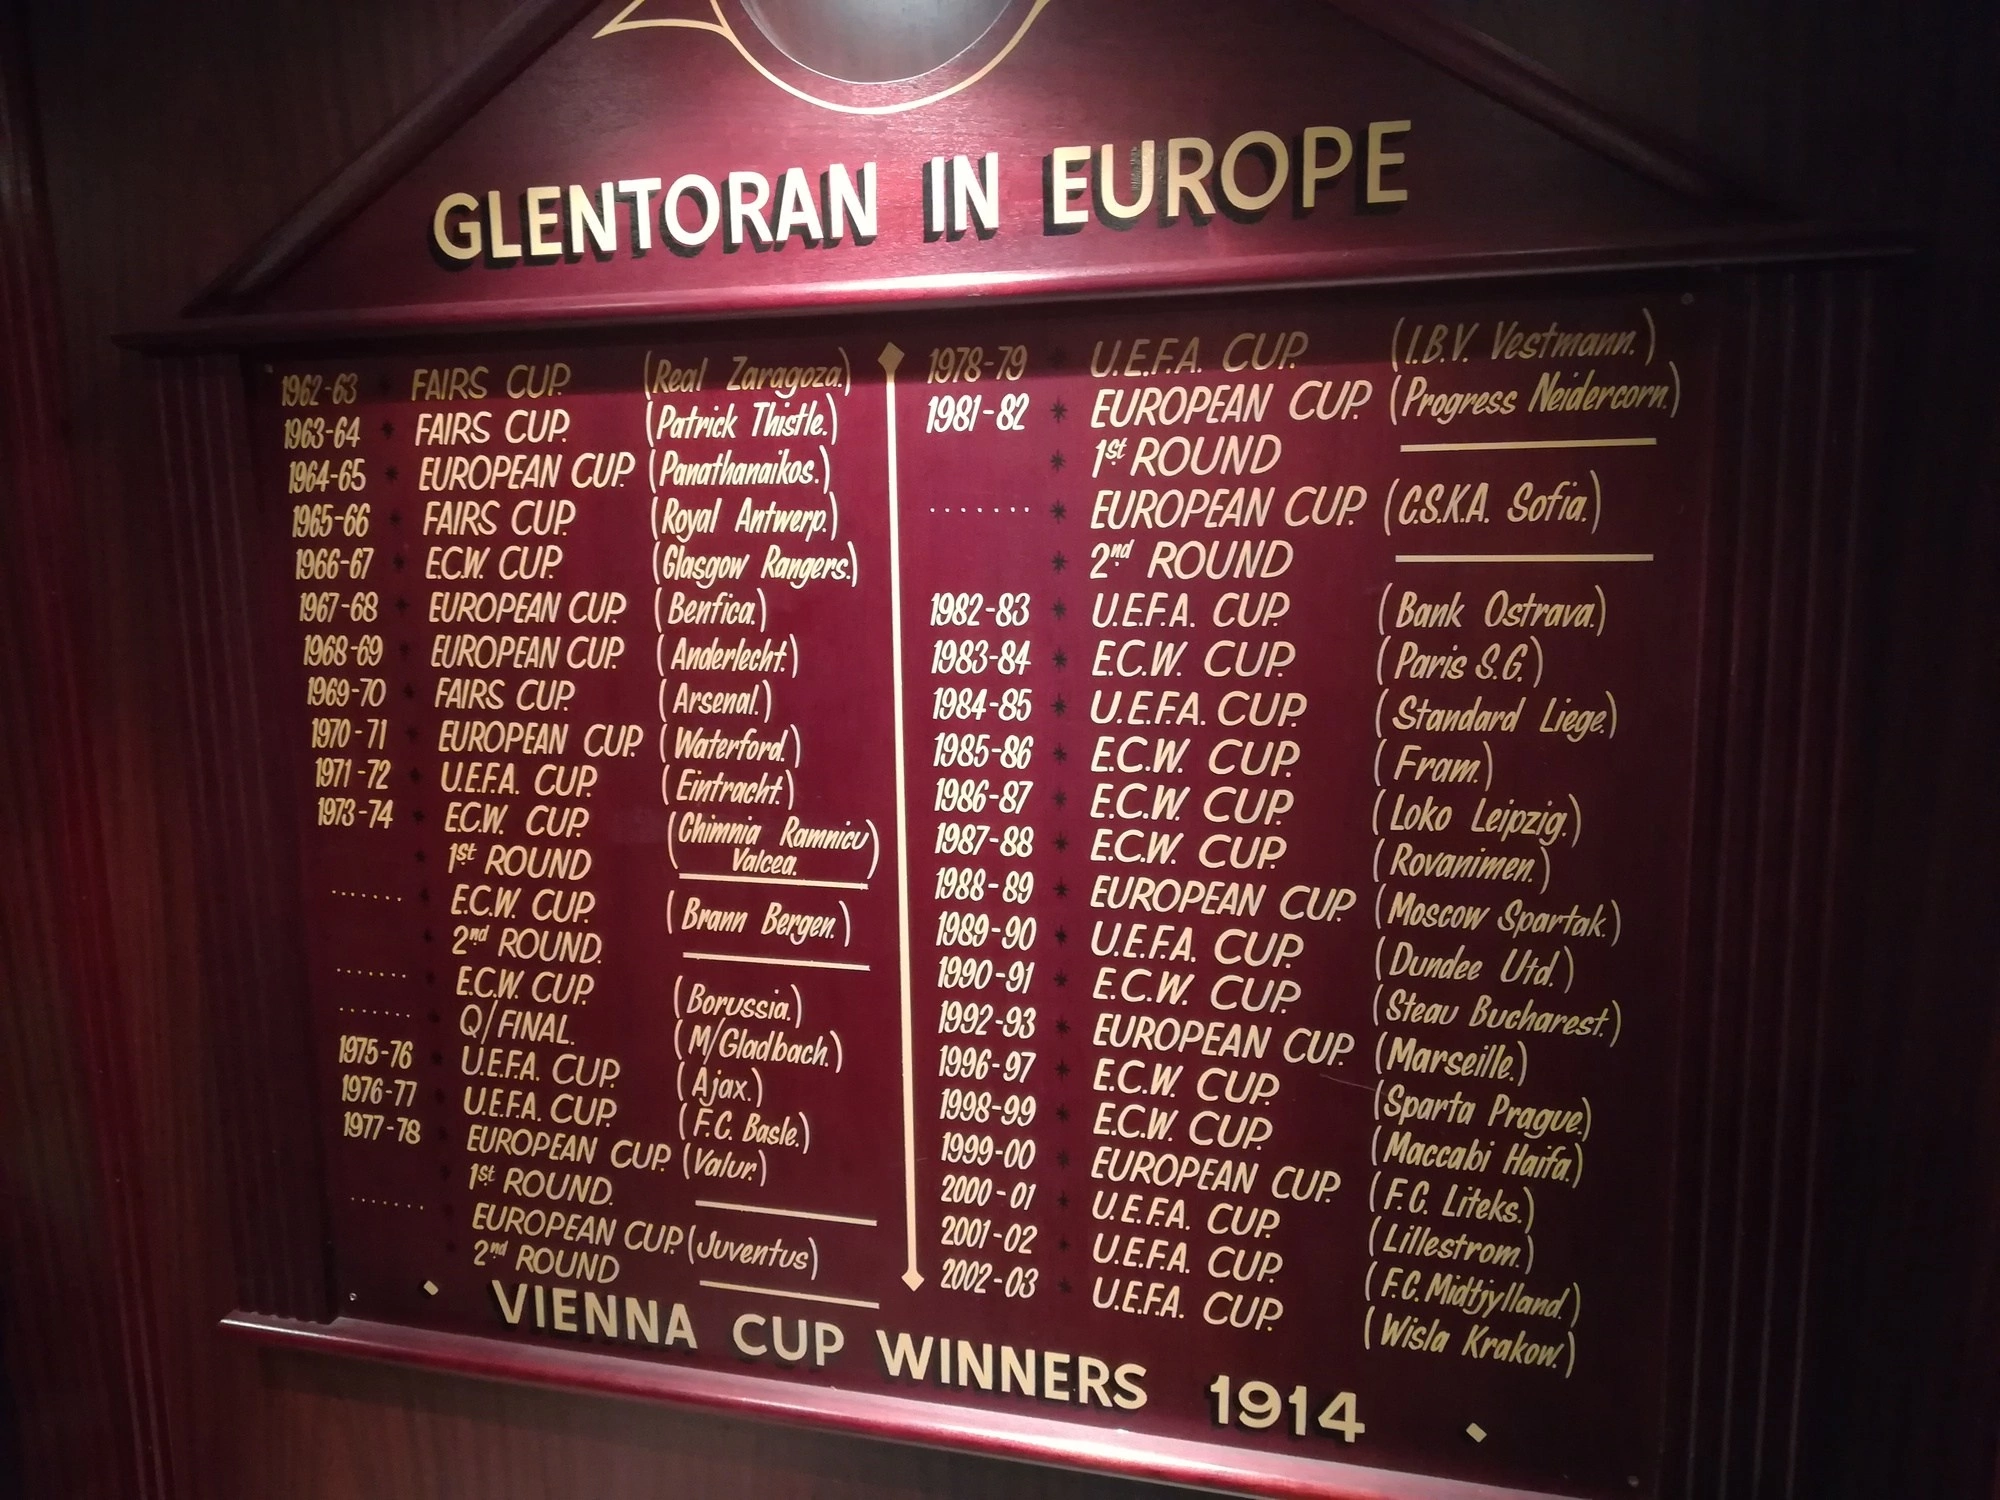 GLENTORAN IN EUROPE
1962-63 * FAIRS CUP. (Real Zaragoza.)
1963-64 * FAIRS CUP. (Patrick Thistle.)
1964-65 * EUROPEAN CUP. (Panathanaikos.)
1965-66 * FAIRS CUP. (Royal Antwerp.)
1966-67 * E.C.W. CUP. (Glasgow Rangers.)
1967-68 * EUROPEAN CUP. (Benfica.)
1968-69 * EUROPEAN CUP. (Anderlecht.)
1969-70 * FAIRS CUP. (Arsenal.)
1970-71 * EUROPEAN CUP. (Waterford.)
1971-72 * U.E.F.A. CUP. (Eintracht.)
1973-74 * E.C.W. CUP. (Chimnia Ramnicu
* 1st ROUND Valcea.)
....... E.C.W. CUP. (Brann Bergen.)
* 2nd ROUND.
....... E.C.W. CUP. (Borussia.)
....... Q/FINAL. (M/Gladbach.)
1975-76 * U.E.F.A. CUP. (Ajax.)
1976-77 * U.E.F.A. CUP. (F.C. Basle.)
1977-78 * EUROPEAN CUP. (Valur.)
* 1st ROUND.
....... EUROPEAN CUP. (Juventus)
* 2nd ROUND
1978-79 * U.E.F.A. CUP. (I.B.V. Vestmann.)
1981-82 * EUROPEAN CUP. (Progress Neidercorn.)
* 1st ROUND
....... * EUROPEAN CUP. (C.S.K.A. Sofia.)
* 2nd ROUND
1982-83 * U.E.F.A. CUP. (Bank Ostrava.)
1983-84 * E.C.W. CUP. (Paris S.G.)
1984-85 * U.E.F.A. CUP. (Standard Liege.)
1985-86 * E.C.W. CUP. (Fram.)
1986-87 * E.C.W. CUP. (Loko Leipzig.)
1987-88 * E.C.W. CUP. (Rovanimen.)
1988-89 * EUROPEAN CUP. (Moscow Spartak.)
1989-90 * U.E.F.A. CUP. (Dundee Utd.)
1990-91 * E.C.W. CUP. (Steau Bucharest.)
1992-93 * EUROPEAN CUP. (Marseille.)
1996-97 * E.C.W. CUP. (Sparta Prague.)
1998-99 * E.C.W. CUP. (Maccabi Haifa.)
1999-00 * EUROPEAN CUP. (F.C. Liteks.)
2000-01 * U.E.F.A. CUP. (Lillestrom.)
2001-02 * U.E.F.A. CUP. (F.C. Midtjylland.)
2002-03 * U.E.F.A. CUP. (Wisla Krakow.)
VIENNA CUP WINNERS 1914